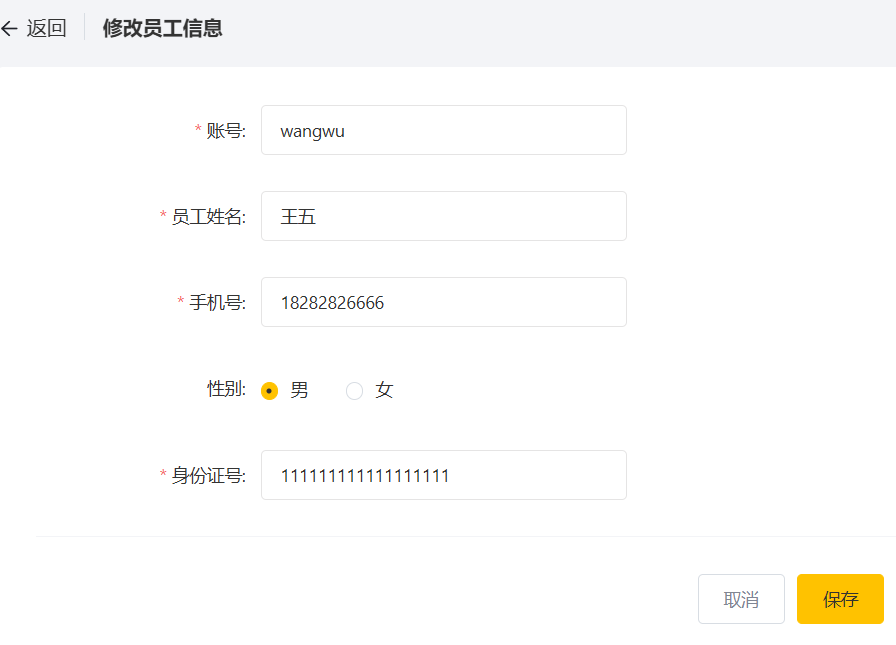 返回 修改员工信息
* 账号: wangwu
* 员工姓名: 王五
* 手机号: 18282826666
性别: 男 女
* 身份证号: 111111111111111111
取消 保存